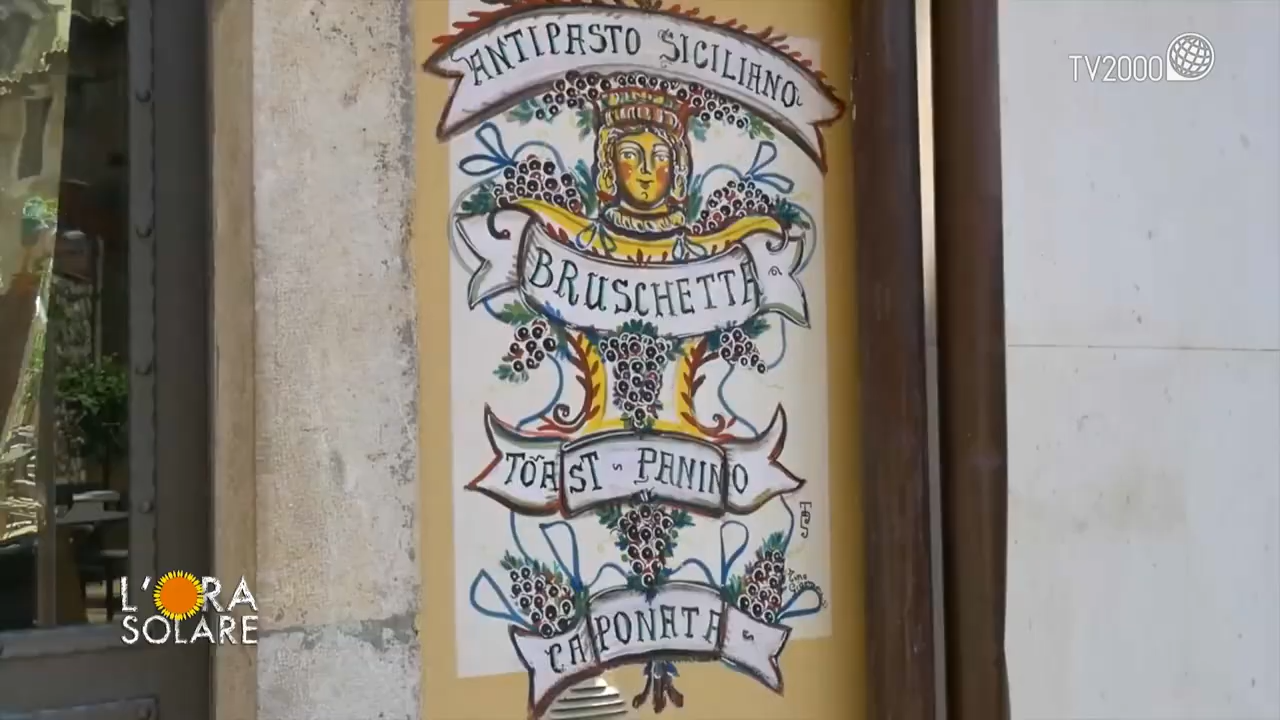 ANTIPASTO SICILIANO
TV2000
BRUSCHETTA
TOAST ~ PANINO
CAPONATA
L'ORA
SOLARE